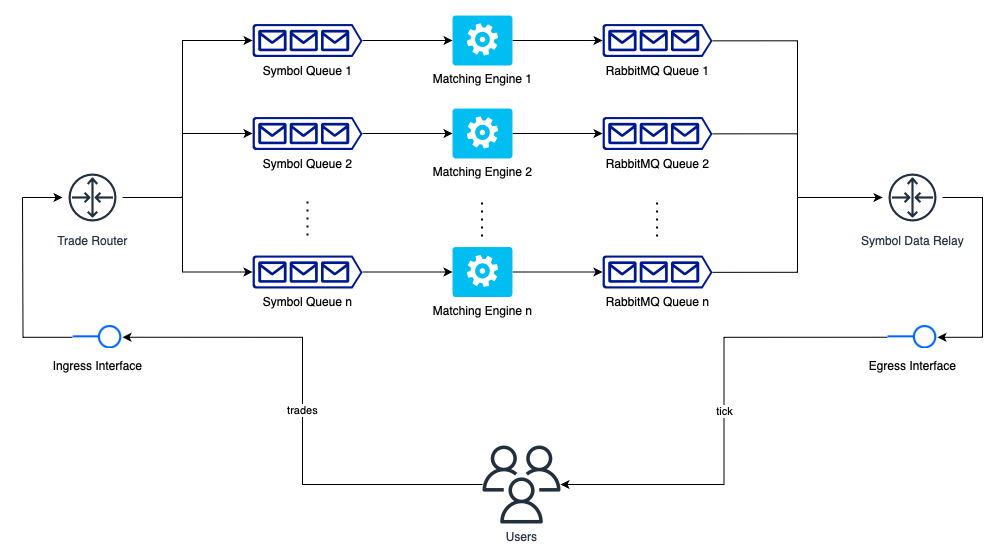 Symbol Queue 1
Matching Engine 1
RabbitMQ Queue 1
Symbol Queue 2
Matching Engine 2
RabbitMQ Queue 2
Trade Router
Symbol Data Relay
Symbol Queue n
Matching Engine n
RabbitMQ Queue n
Ingress Interface
Egress Interface
trades
tick
Users